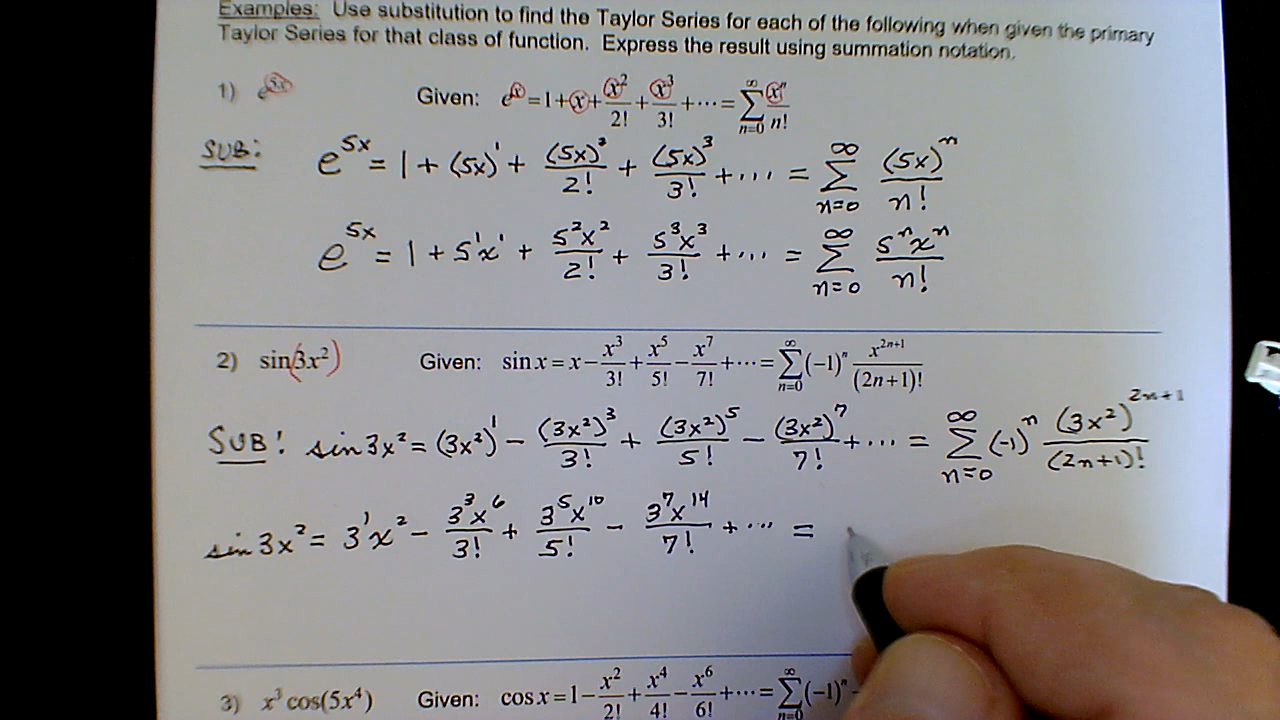 Examples: Use substitution to find the Taylor Series for each of the following when given the primary
Taylor Series for that class of function. Express the result using summation notation.
1) e^{5x} Given: e^x = 1 + x + x^2/2! + x^3/3! + ⋯ = ∑_{n=0}^{∞} x^n/n!
SUB: e^{5x} = 1 + (5x)^1 + (5x)^2/2! + (5x)^3/3! + ⋯ = ∑_{n=0}^{∞} (5x)^n/n!
e^{5x} = 1 + 5^1x^1 + 5^2x^2/2! + 5^3x^3/3! + ⋯ = ∑_{n=0}^{∞} 5^n x^n/n!
2) sin(3x^2) Given: sin x = x − x^3/3! + x^5/5! − x^7/7! + ⋯ = ∑_{n=0}^{∞} (−1)^n x^{2n+1}/(2n+1)!
SUB! sin 3x^2 = (3x^2)^1 − (3x^2)^3/3! + (3x^2)^5/5! − (3x^2)^7/7! + ⋯ = ∑_{n=0}^{∞} (−1)^n (3x^2)^{2n+1}/(2n+1)!
sin 3x^2 = 3^1x^2 − 3^3x^6/3! + 3^5x^{10}/5! − 3^7x^{14}/7! + ⋯ =
3) x^3 cos(5x^4) Given: cos x = 1 − x^2/2! + x^4/4! − x^6/6! + ⋯ = ∑_{n=0}^{∞} (−1)^n